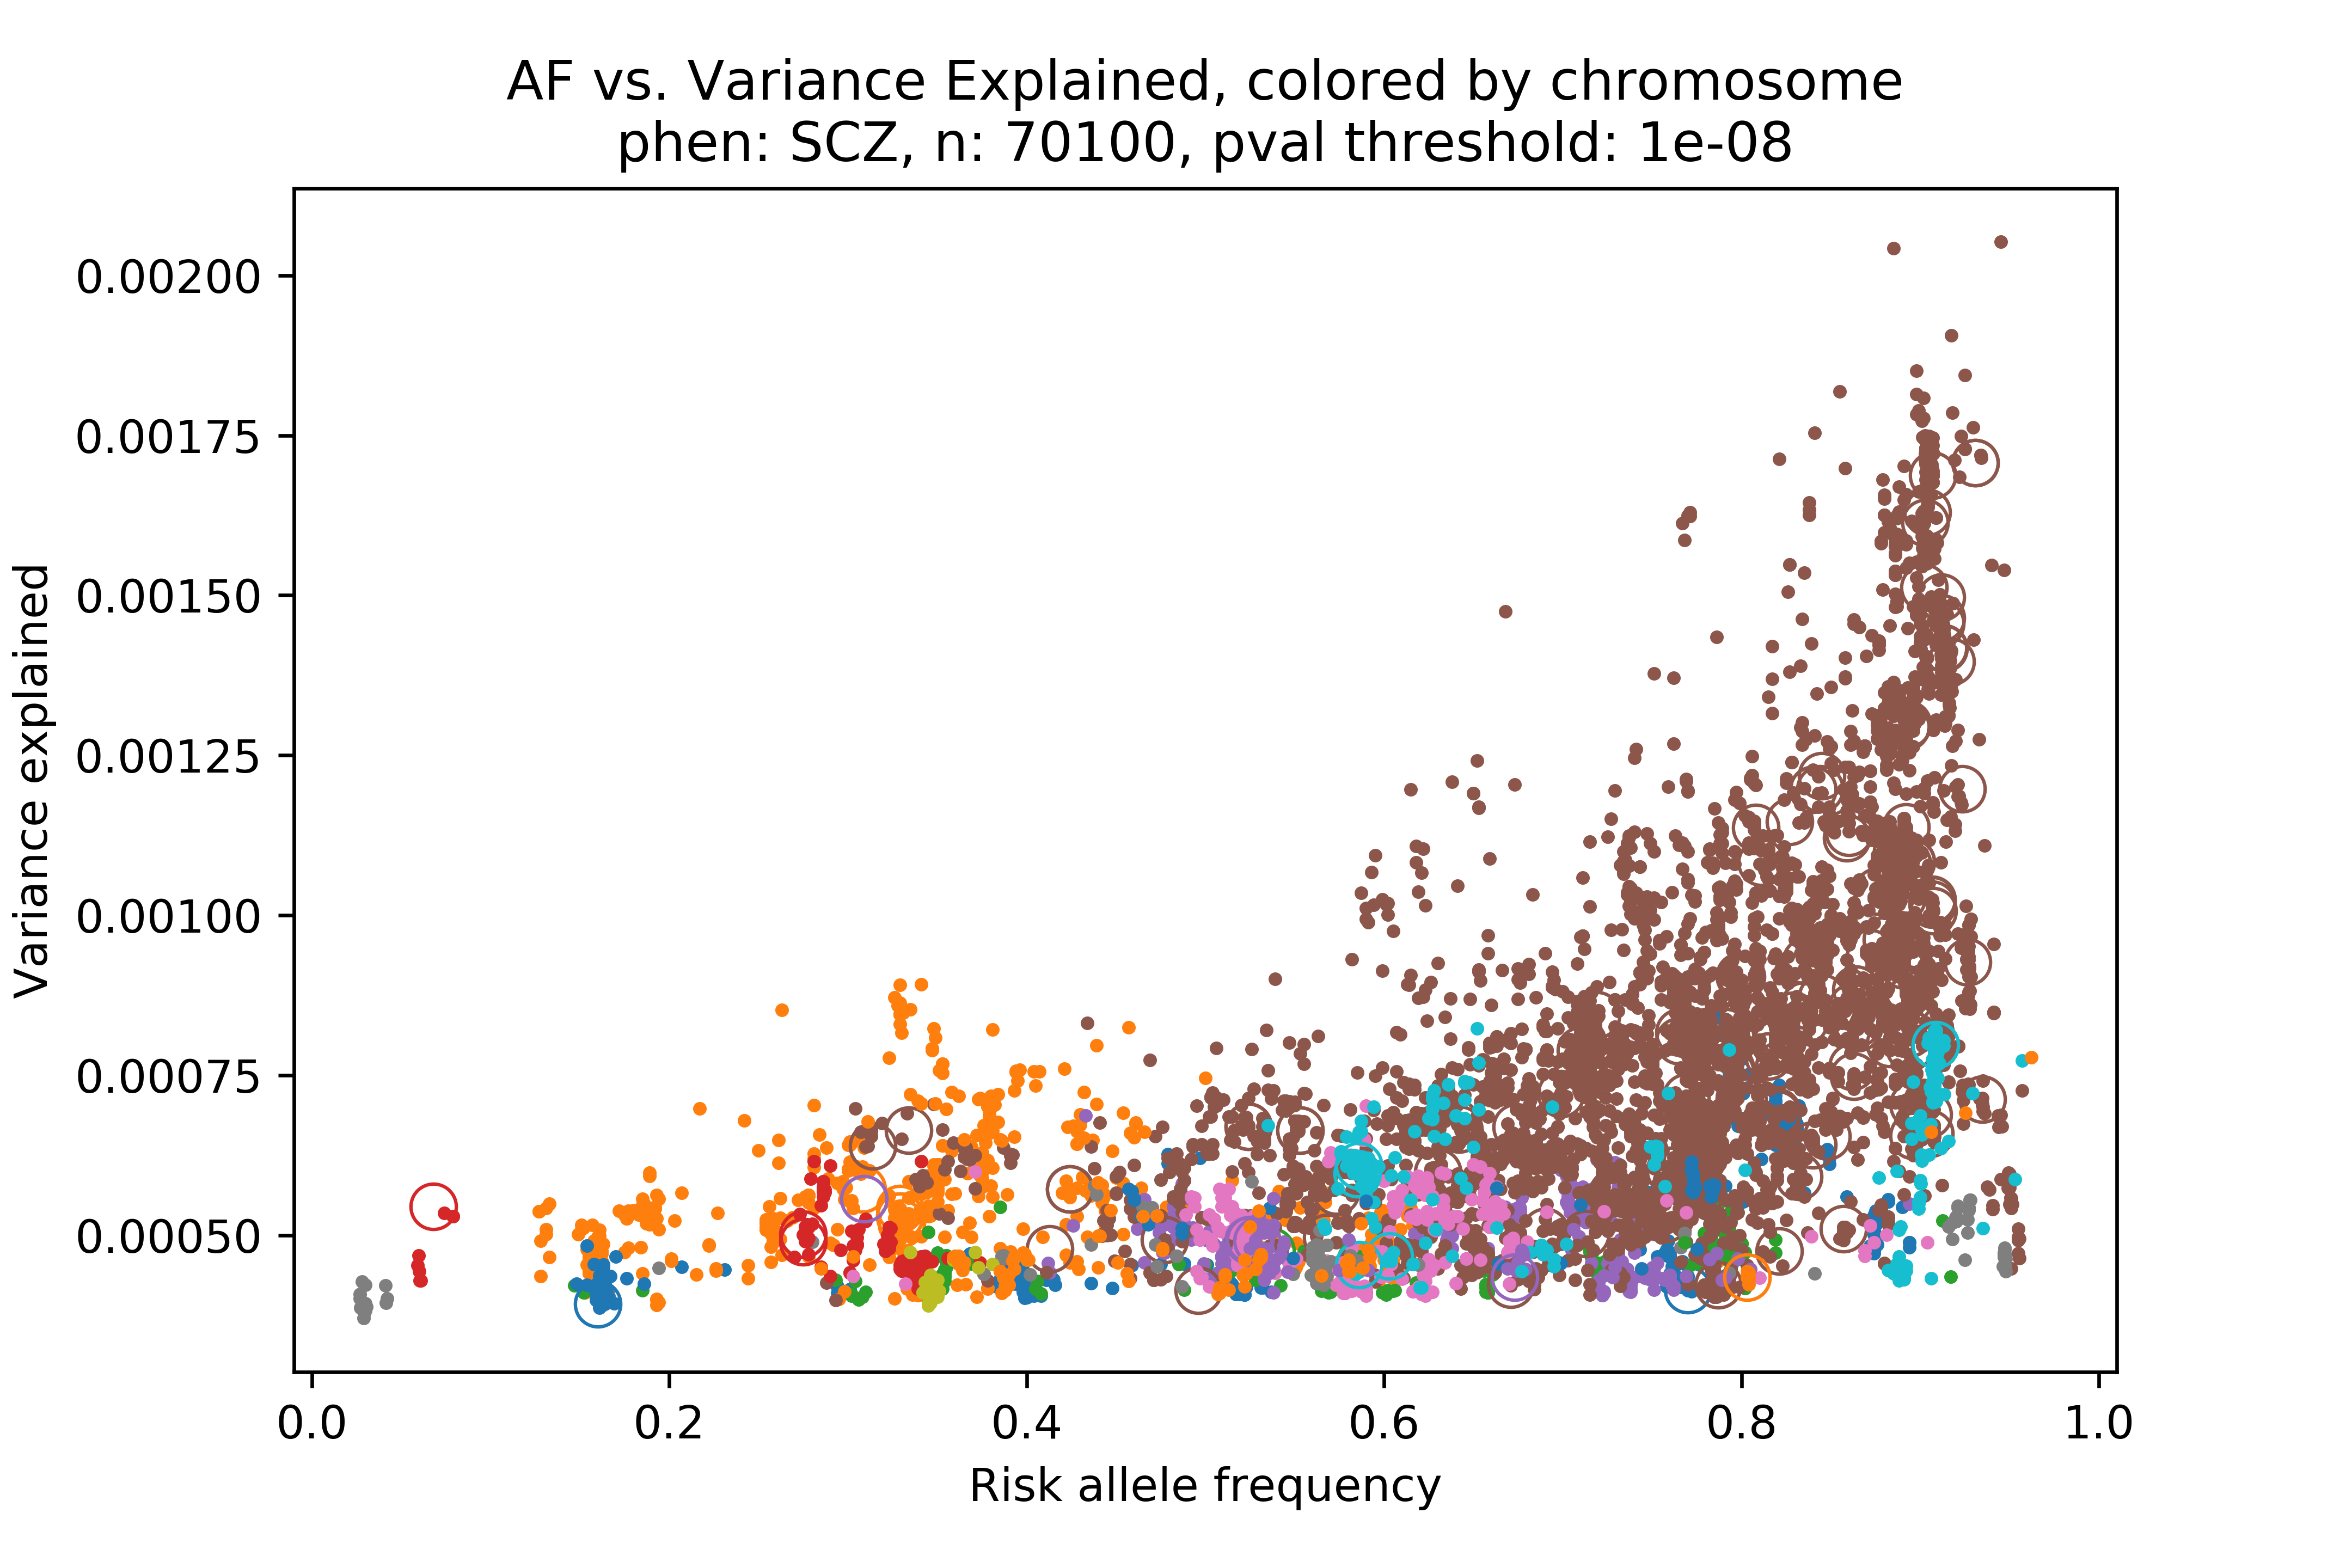 AF vs. Variance Explained, colored by chromosome
phen: SCZ, n: 70100, pval threshold: 1e-08
Variance explained
0.00200
0.00175
0.00150
0.00125
0.00100
0.00075
0.00050
0.0 0.2 0.4 0.6 0.8 1.0
Risk allele frequency